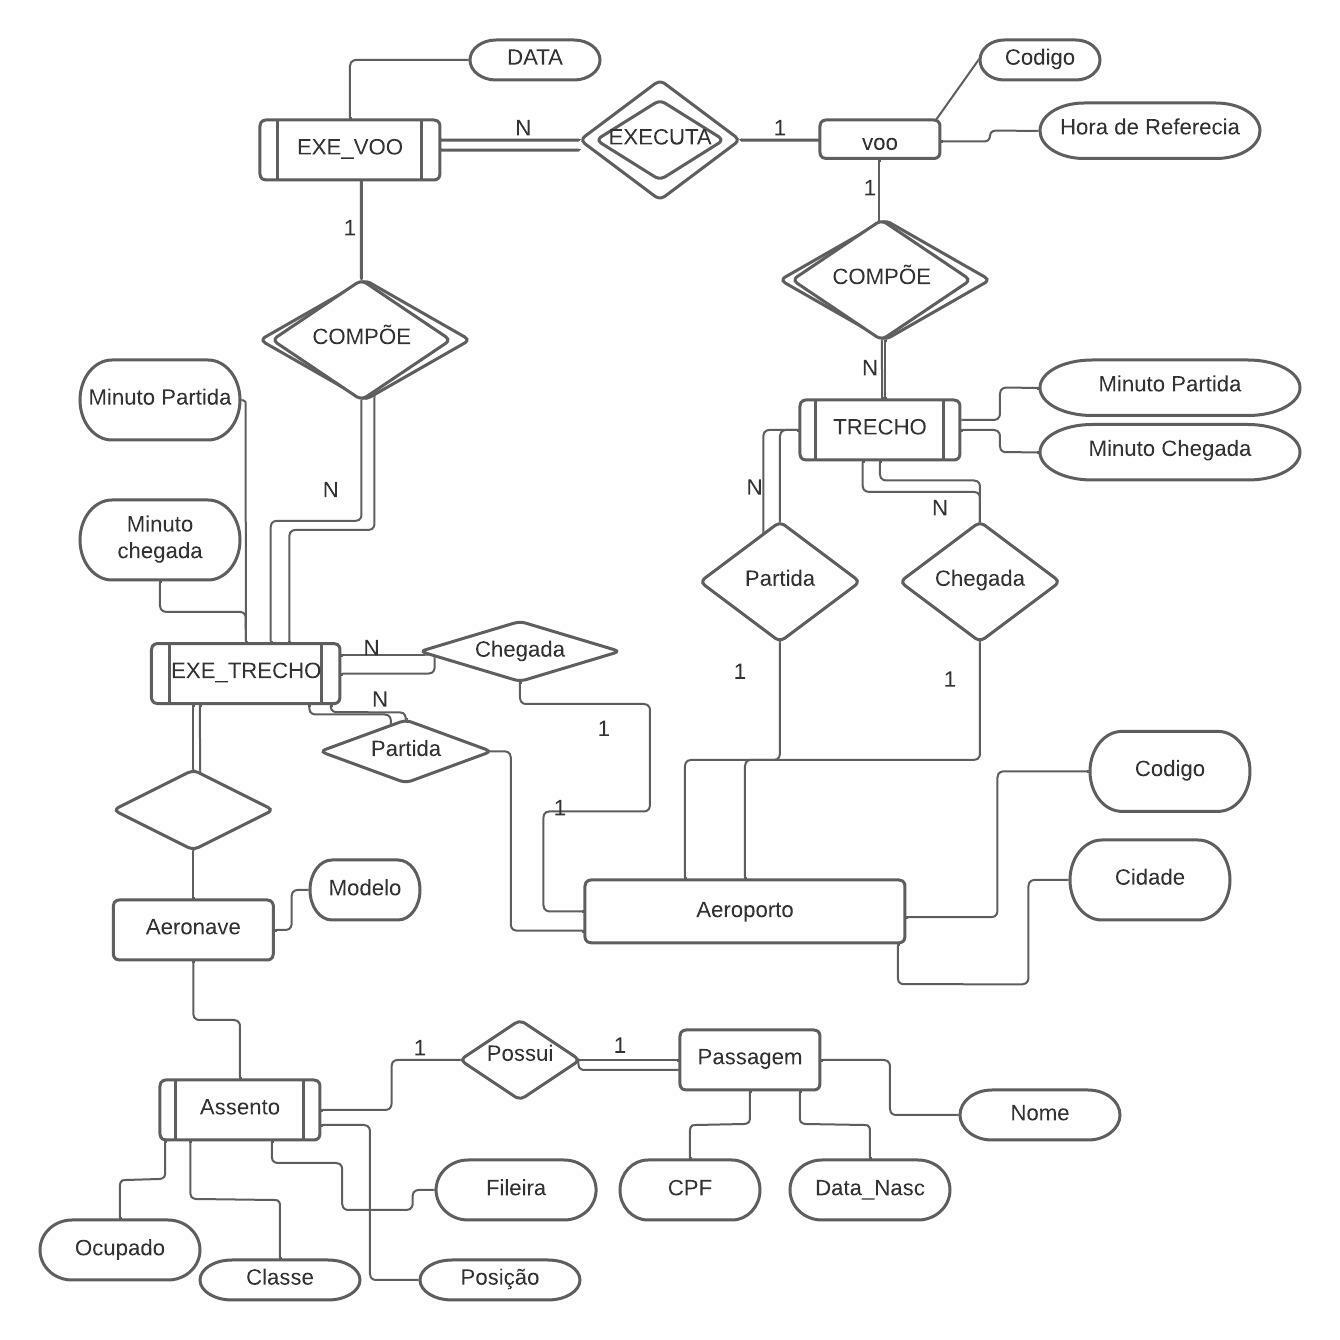 DATA
Codigo
EXE_VOO
N
EXECUTA
1
voo
Hora de Referecia
1
1
COMPÕE
COMPÕE
N
Minuto Partida
Minuto Partida
TRECHO
Minuto Chegada
N
N
N
Minuto
chegada
Partida
Chegada
EXE_TRECHO
N
Chegada
1
1
N
Partida
1
1
Codigo
Modelo
Cidade
Aeronave
Aeroporto
1
Possui
1
Passagem
Assento
Nome
Fileira
CPF
Data_Nasc
Ocupado
Classe
Posição